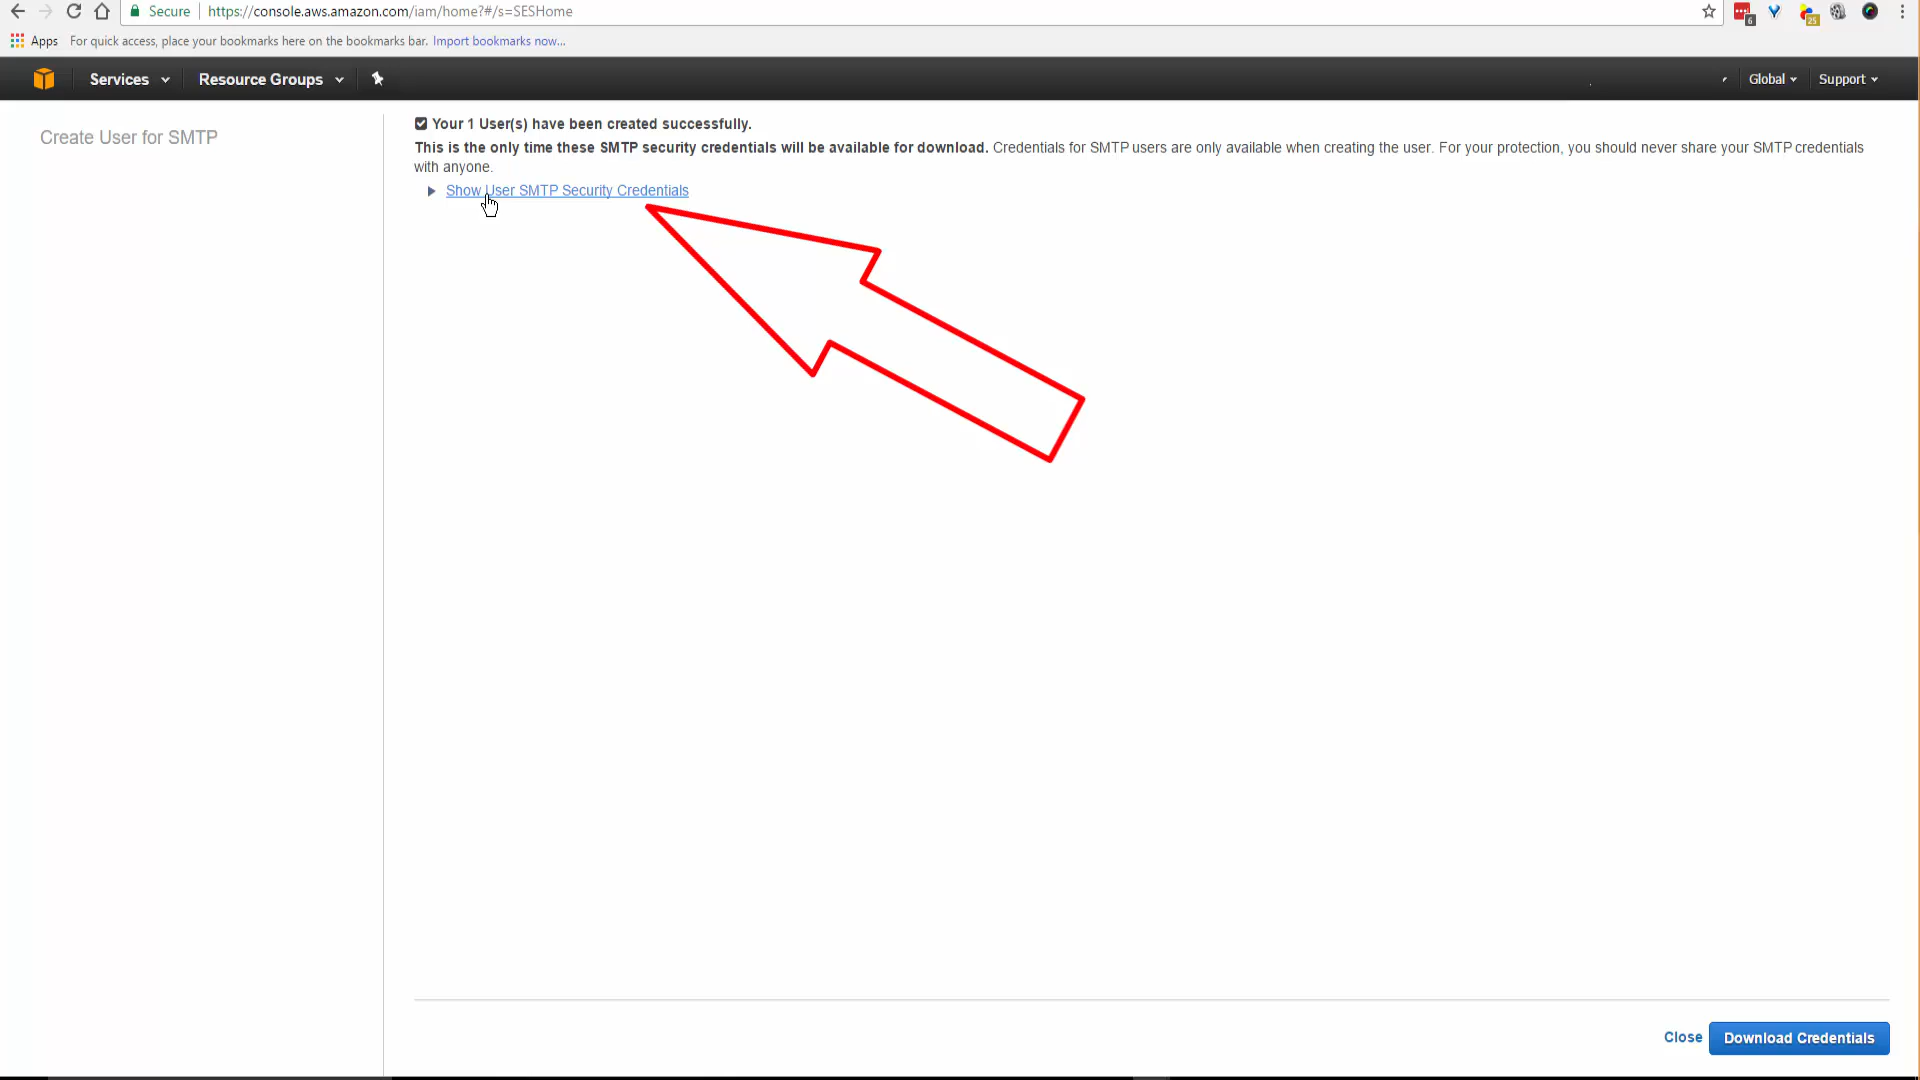 Secure https://console.aws.amazon.com/iam/home?#/s=SESHome
6
25
Apps For quick access, place your bookmarks here on the bookmarks bar. Import bookmarks now...
Services Resource Groups Global Support
Create User for SMTP
Your 1 User(s) have been created successfully.
This is the only time these SMTP security credentials will be available for download. Credentials for SMTP users are only available when creating the user. For your protection, you should never share your SMTP credentials
with anyone.
Show User SMTP Security Credentials
Close Download Credentials